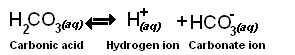 H₂CO₃(aq) ⟺ H⁺(aq) + HCO₃⁻(aq)
Carbonic acid Hydrogen ion Carbonate ion